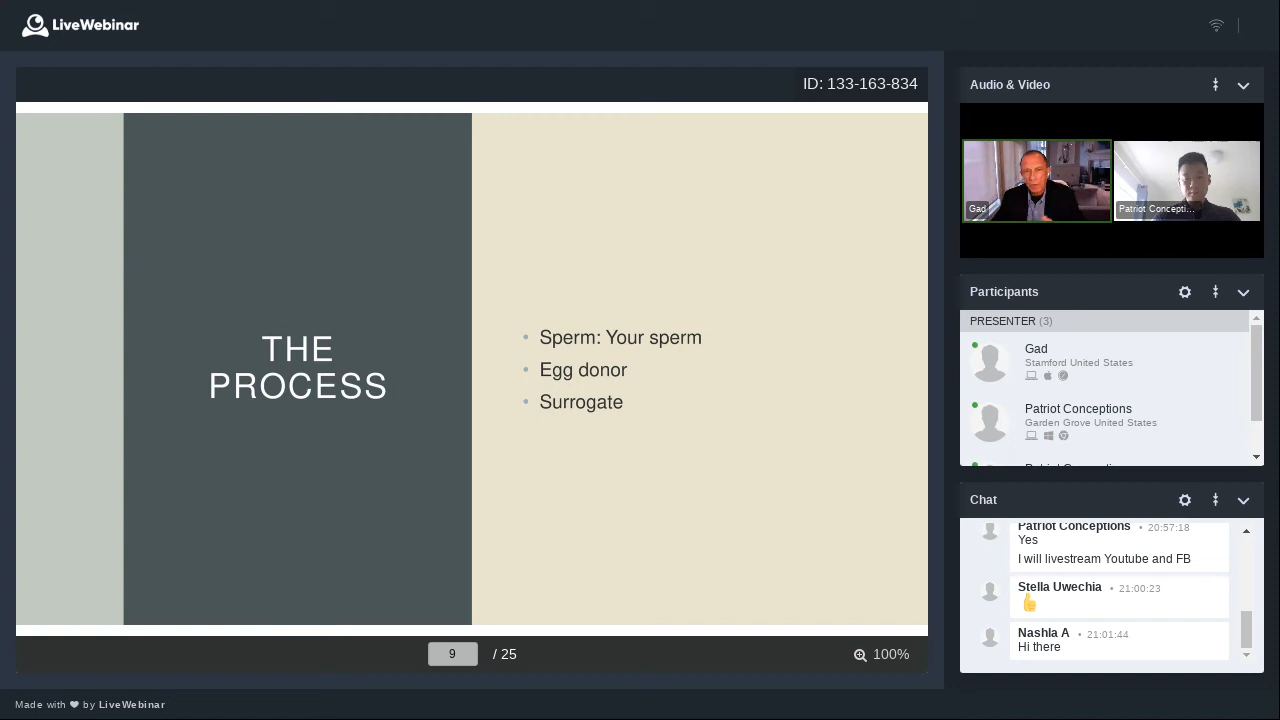 LiveWebinar
ID: 133-163-834
THE
PROCESS
• Sperm: Your sperm
• Egg donor
• Surrogate
9 / 25
100%
Audio & Video
Gad
Patriot Concepti...
Participants
PRESENTER (3)
Gad
Stamford United States
Patriot Conceptions
Garden Grove United States
Chat
Patriot Conceptions • 20:57:18
Yes
I will livestream Youtube and FB
Stella Uwechia • 21:00:23
Nashla A • 21:01:44
Hi there
Made with ❤ by LiveWebinar